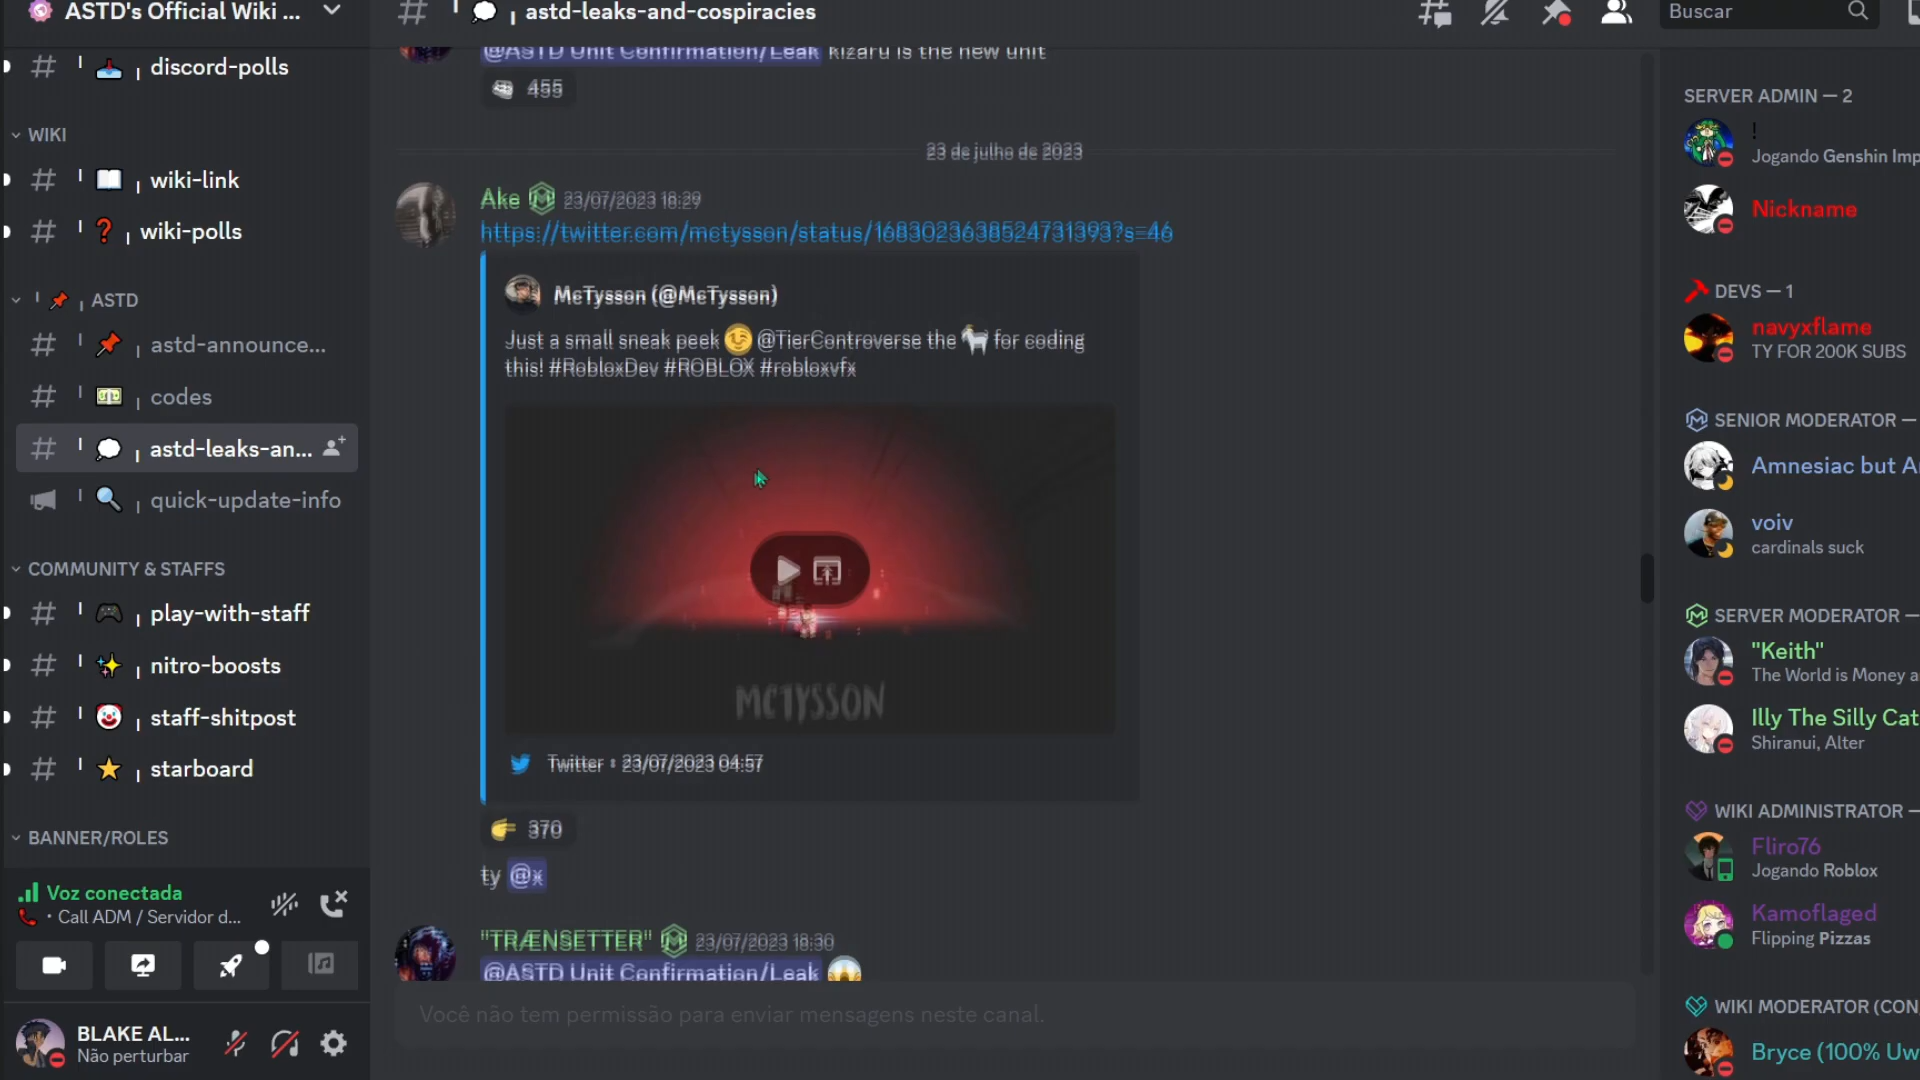 ASTD's Official Wiki ...
discord-polls
WIKI
wiki-link
wiki-polls
ASTD
astd-announce...
codes
astd-leaks-an...
quick-update-info
COMMUNITY & STAFFS
play-with-staff
nitro-boosts
staff-shitpost
starboard
BANNER/ROLES
Voz conectada
• Call ADM / Servidor d...
BLAKE AL...
Não perturbar
astd-leaks-and-cospiracies
Buscar
@ASTD Unit Confirmation/Leak kizaru is the new unit
455
23 de julho de 2023
Ake 23/07/2023 18:29
https://twitter.com/mctysson/status/1683023638524731393?s=46
McTysson (@McTysson)
Just a small sneak peek 😉 @TierControverse the 🐐 for coding
this! #RobloxDev #ROBLOX #robloxvfx
MCTYSSON
Twitter • 23/07/2023 04:57
370
ty @x
"TRÆNSETTER" 23/07/2023 18:30
@ASTD Unit Confirmation/Leak 😱
Você não tem permissão para enviar mensagens neste canal.
SERVER ADMIN — 2
!
Jogando Genshin Imp
Nickname
DEVS — 1
navyxflame
TY FOR 200K SUBS
SENIOR MODERATOR —
Amnesiac but A
voiv
cardinals suck
SERVER MODERATOR —
"Keith"
The World is Money a
Illy The Silly Cat
Shiranui, Alter
WIKI ADMINISTRATOR —
Fliro76
Jogando Roblox
Kamoflaged
Flipping Pizzas
WIKI MODERATOR (CON
Bryce (100% Uw